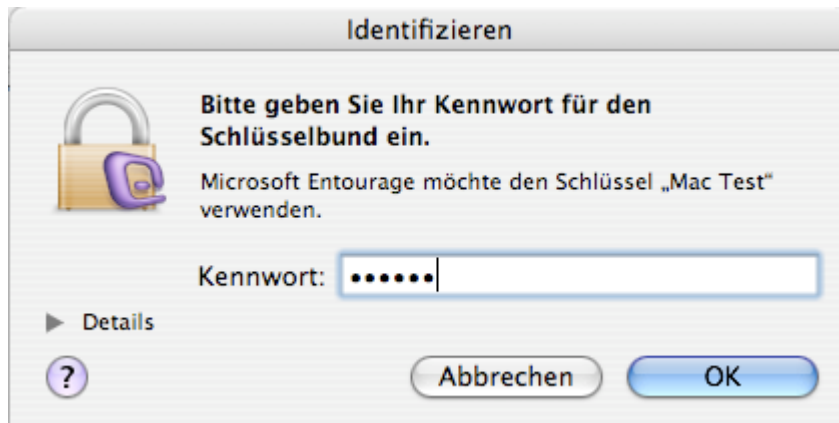 Identifizieren
Bitte geben Sie Ihr Kennwort für den
Schlüsselbund ein.
Microsoft Entourage möchte den Schlüssel „Mac Test“
verwenden.
Kennwort: ••••••
Details
? Abbrechen OK